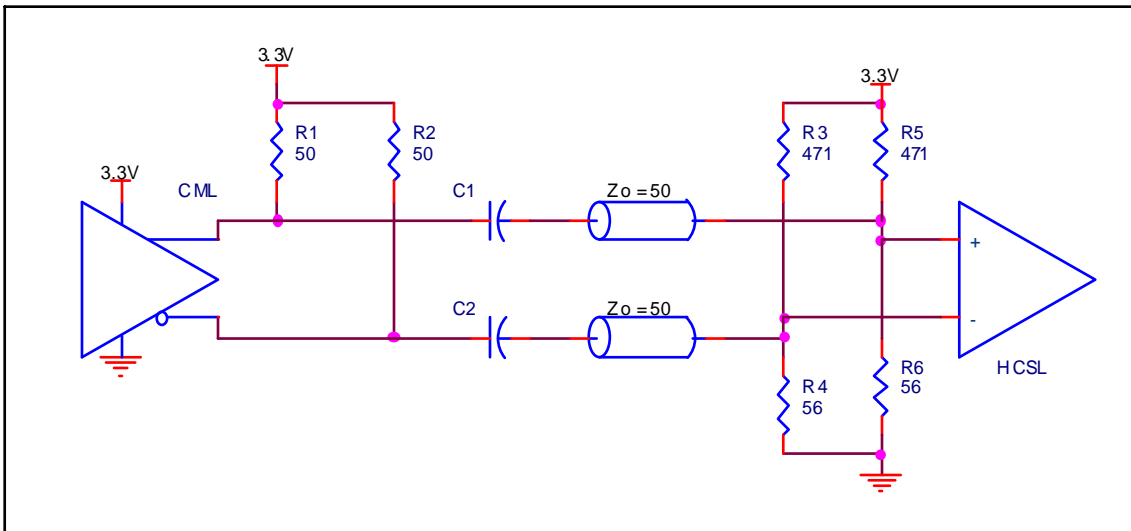 3.3V
3.3V
R1
50
R2
50
R3
471
R5
471
3.3V
CML
C1
Zo=50
+
C2
Zo=50
-
HCSL
R4
56
R6
56